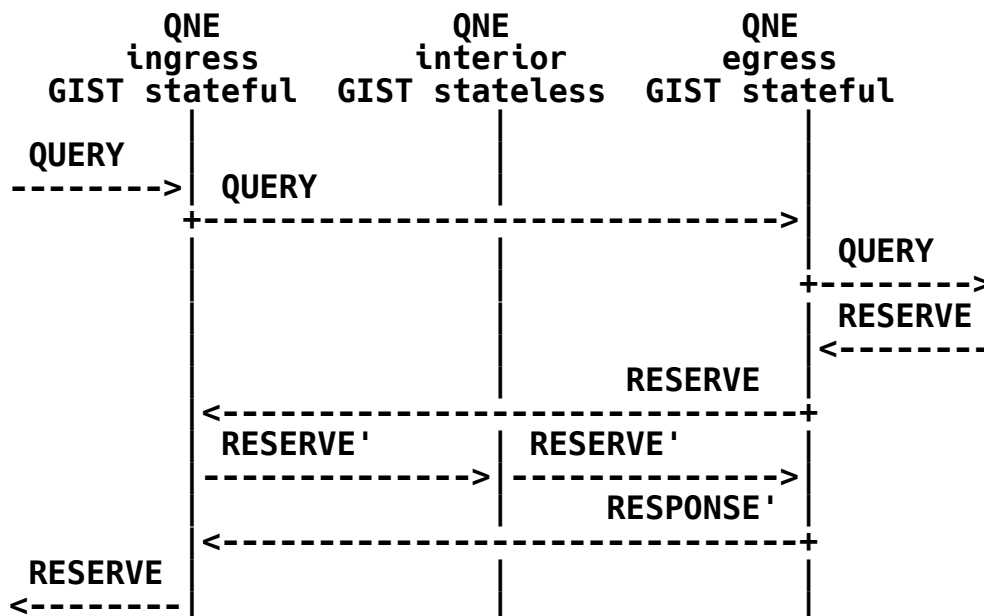 QNE QNE QNE
ingress interior egress
GIST stateful GIST stateless GIST stateful
QUERY
QUERY
QUERY
RESERVE
RESERVE
RESERVE' RESERVE'
RESPONSE'
RESERVE